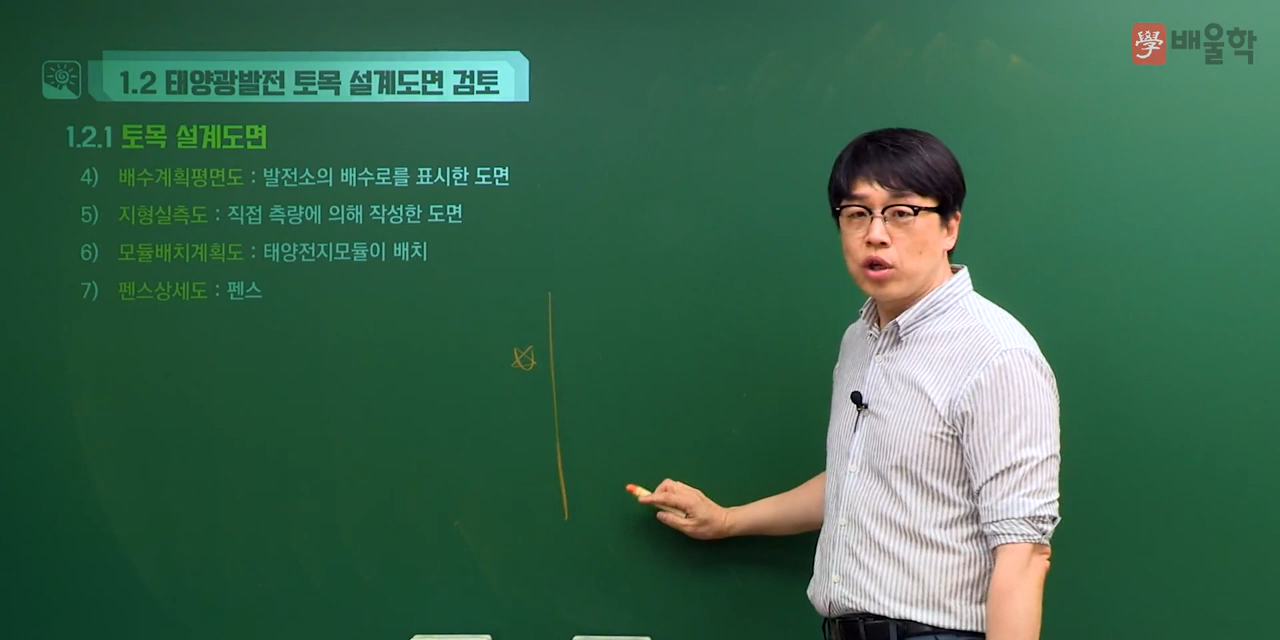 學 배울학
1.2 태양광발전 토목 설계도면 검토
1.2.1 토목 설계도면
4) 배수계획평면도 : 발전소의 배수로를 표시한 도면
5) 지형실측도 : 직접 측량에 의해 작성한 도면
6) 모듈배치계획도 : 태양전지모듈이 배치
7) 펜스상세도 : 펜스